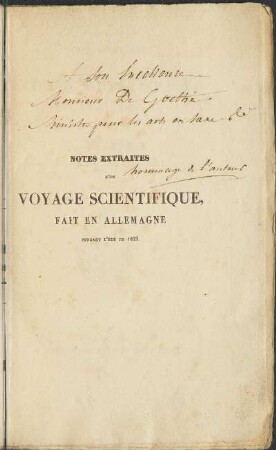 A Son Excellence
Monsieur De Goethe
Ministre pour les arts en Saxe &c
NOTES EXTRAITES
D'UN
hommage de l'auteur
VOYAGE SCIENTIFIQUE,
FAIT EN ALLEMAGNE
PENDANT L'ÉTÉ DE